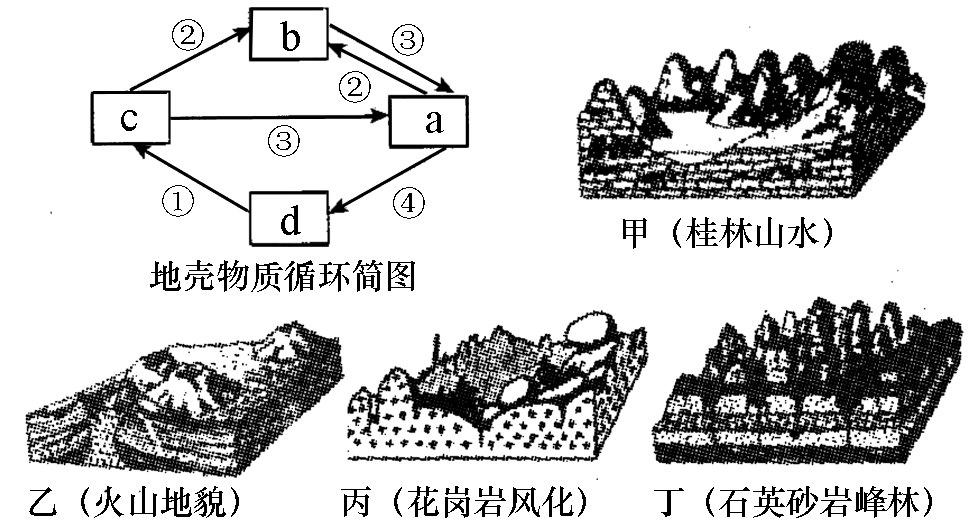 ② b ③
② 
c a
③
① d ④
地壳物质循环简图
甲（桂林山水）
乙（火山地貌）
丙（花岗岩风化）
丁（石英砂岩峰林）